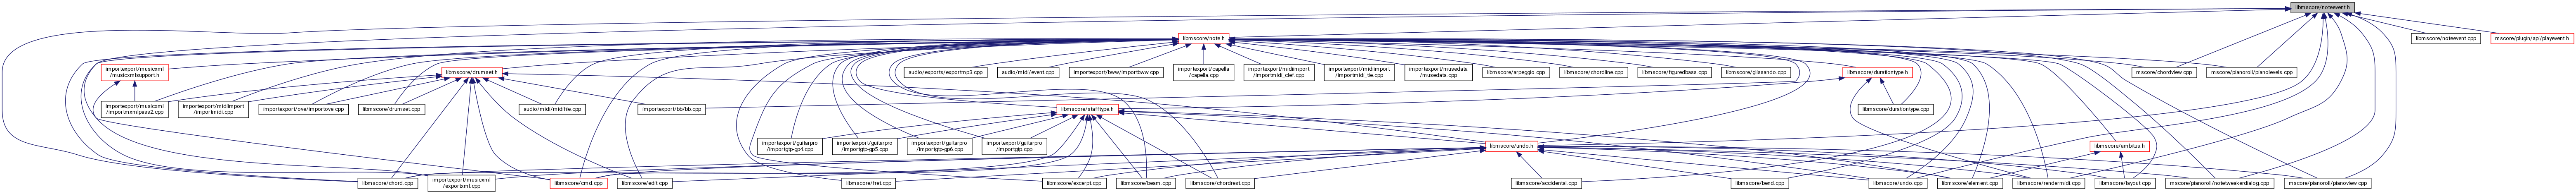 libmscore/noteevent.h
libmscore/note.h
libmscore/noteevent.cpp
mscore/plugin/api/playevent.h
importexport/musicxml
/musicxmlsupport.h
libmscore/drumset.h
audio/exports/exportmp3.cpp
audio/midi/event.cpp
importexport/bww/importbww.cpp
importexport/capella
/capella.cpp
importexport/midiimport
/importmidi_clef.cpp
importexport/midiimport
/importmidi_tie.cpp
importexport/musedata
/musedata.cpp
libmscore/arpeggio.cpp
libmscore/chordline.cpp
libmscore/figuredbass.cpp
libmscore/glissando.cpp
libmscore/durationtype.h
mscore/chordview.cpp
mscore/pianoroll/pianolevels.cpp
importexport/musicxml
/importmxmlpass2.cpp
importexport/midiimport
/importmidi.cpp
importexport/ove/importove.cpp
libmscore/drumset.cpp
audio/midi/midifile.cpp
importexport/bb/bb.cpp
libmscore/stafftype.h
libmscore/durationtype.cpp
importexport/guitarpro
/importgtp-gp4.cpp
importexport/guitarpro
/importgtp-gp5.cpp
importexport/guitarpro
/importgtp-gp6.cpp
importexport/guitarpro
/importgtp.cpp
libmscore/undo.h
libmscore/ambitus.h
libmscore/chord.cpp
importexport/musicxml
/exportxml.cpp
libmscore/cmd.cpp
libmscore/edit.cpp
libmscore/fret.cpp
libmscore/excerpt.cpp
libmscore/beam.cpp
libmscore/chordrest.cpp
libmscore/accidental.cpp
libmscore/bend.cpp
libmscore/undo.cpp
libmscore/element.cpp
libmscore/rendermidi.cpp
libmscore/layout.cpp
mscore/pianoroll/notetweakerdialog.cpp
mscore/pianoroll/pianoview.cpp